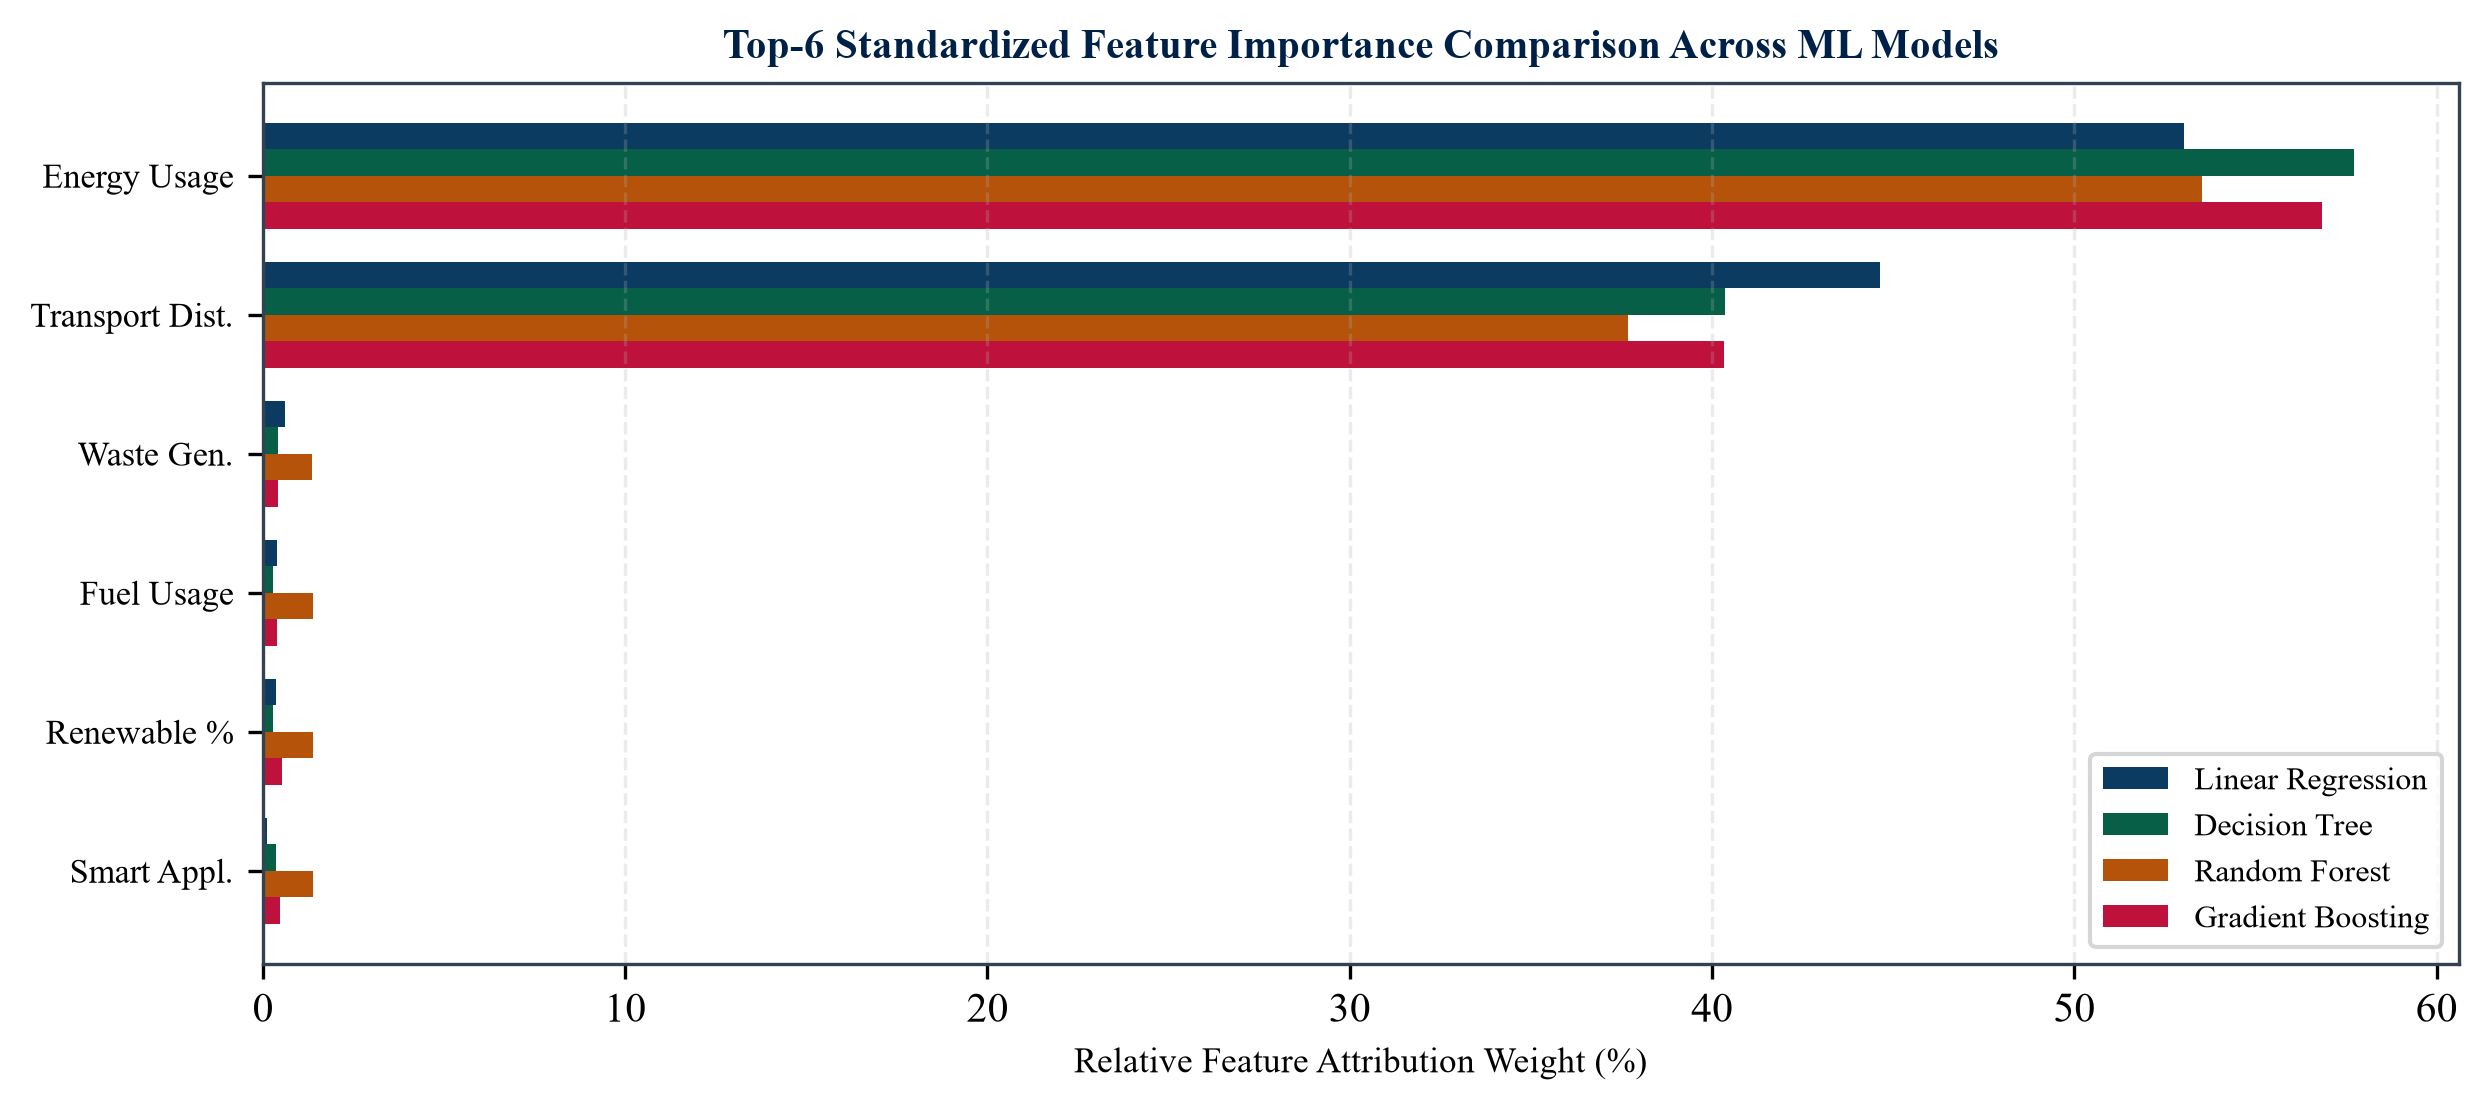 Top-6 Standardized Feature Importance Comparison Across ML Models
Energy Usage
Transport Dist.
Waste Gen.
Fuel Usage
Renewable %
Smart Appl.
Linear Regression
Decision Tree
Random Forest
Gradient Boosting
0 10 20 30 40 50 60
Relative Feature Attribution Weight (%)